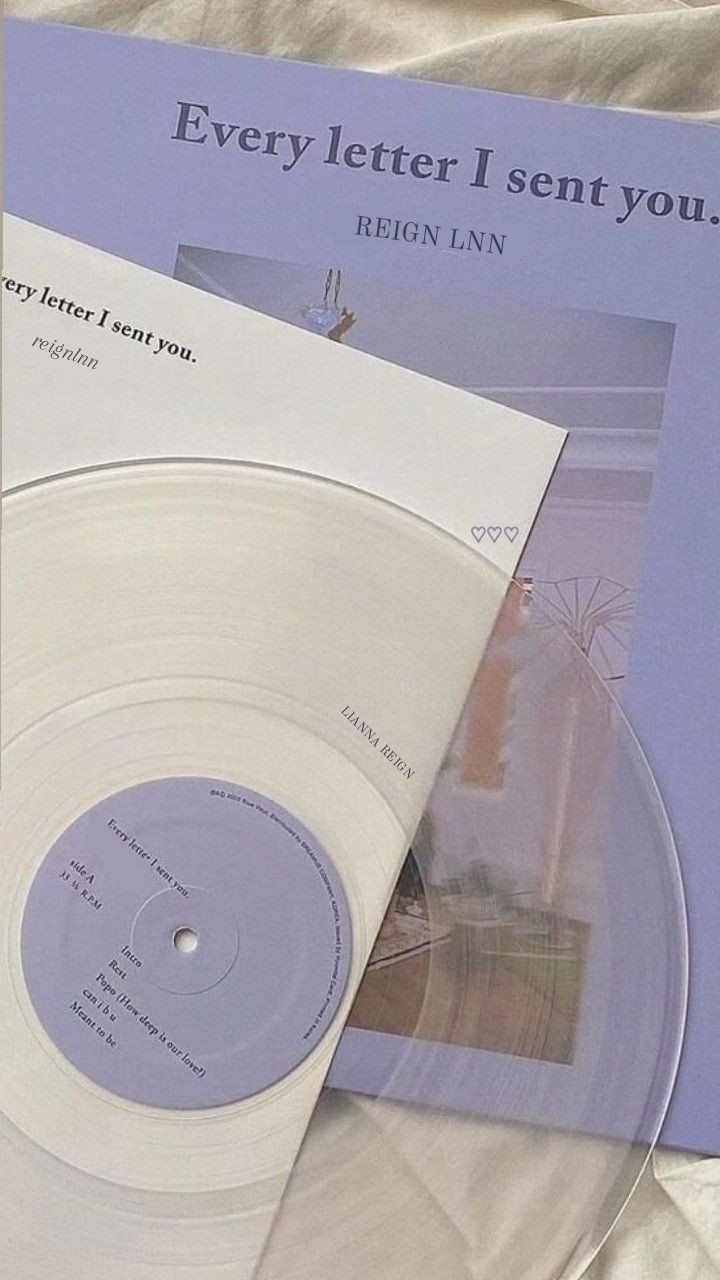 Every letter I sent you.
REIGN LNN
very letter I sent you.
reignlnn
♡♡♡
LIANNA REIGN
Every letter I sent you.
side A
33 ⅓ R.P.M
Intro
Rest
Popo (How deep is our love?)
can i b u
Meant to be